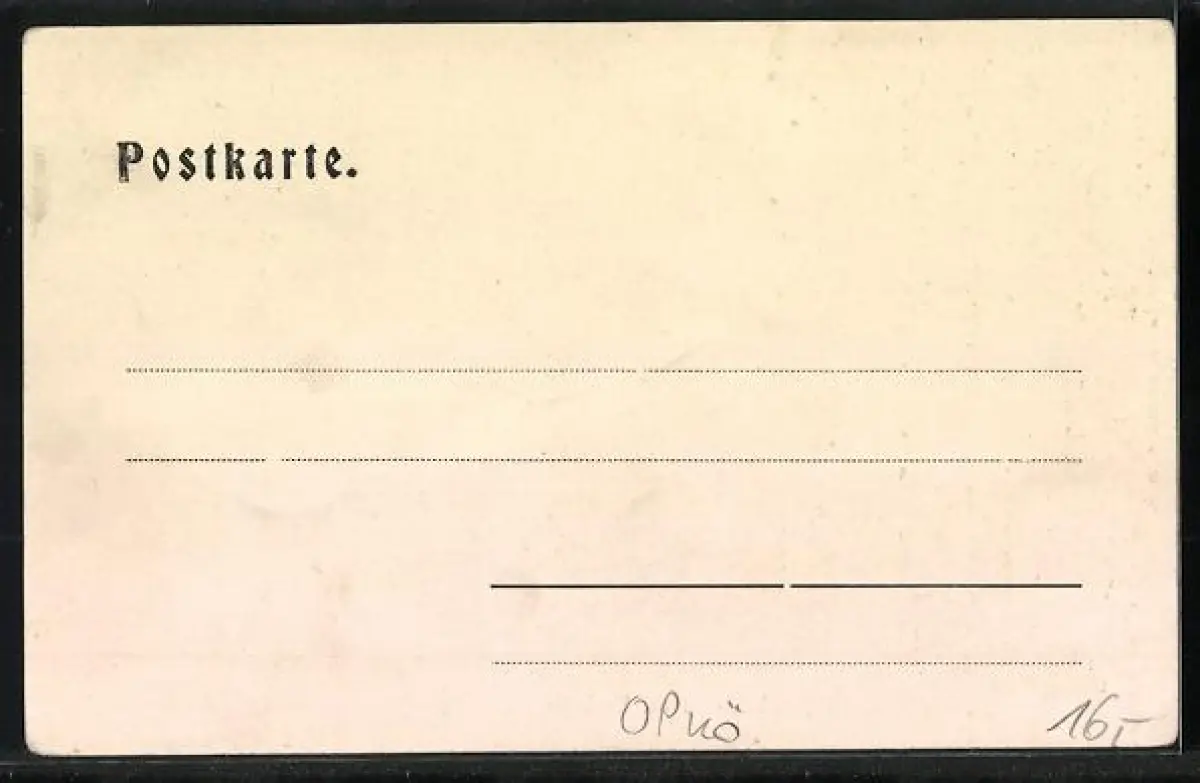 Postkarte.
OPKö 16,-